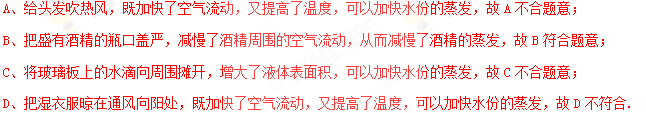 A、给头发吹热风，既加快了空气流动，又提高了温度，可以加快水份的蒸发，故 A 不合题意；
B、把盛有酒精的瓶口盖严，减慢了酒精周围的空气流动，从而减慢了酒精的蒸发，故 B 符合题意；
C、将玻璃板上的水滴向周围摊开，增大了液体表面积，可以加快水份的蒸发，故 C 不合题意；
D、把湿衣服晾在通风向阳处，既加快了空气流动，又提高了温度，可以加快水份的蒸发，故 D 不符合．